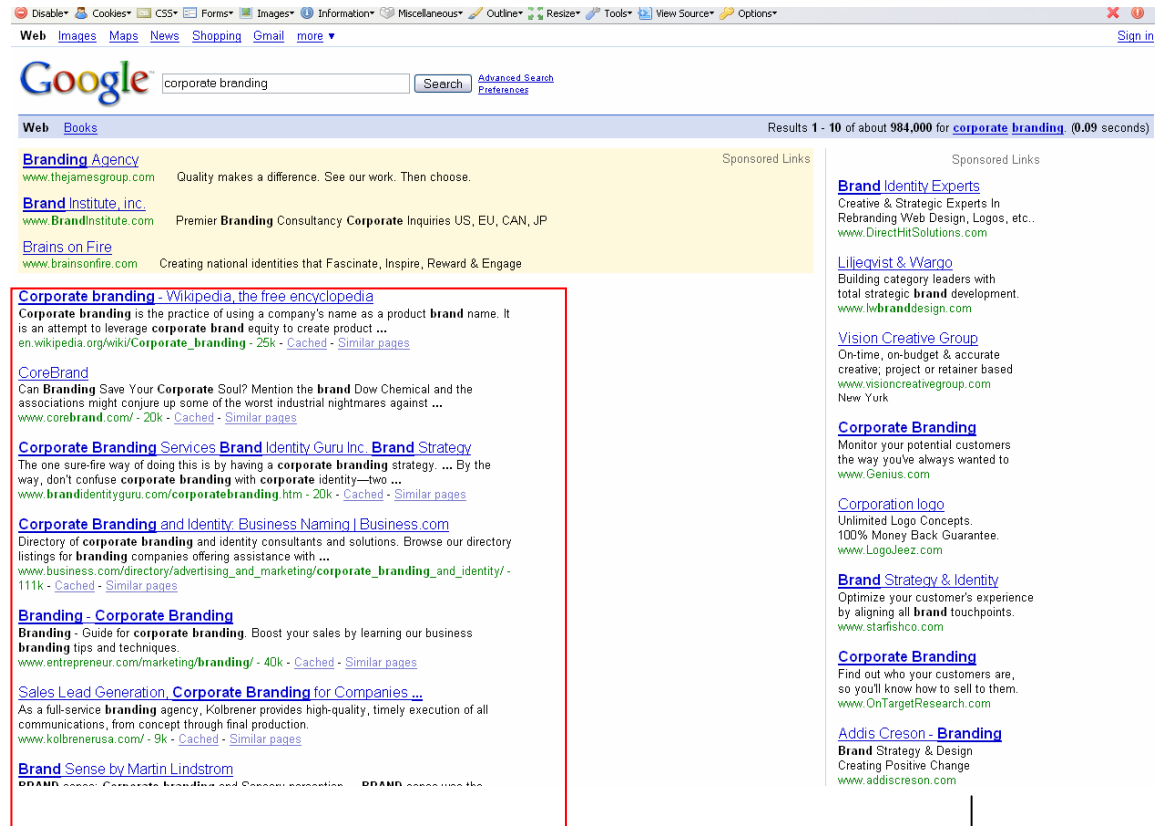 Disable▾ Cookies▾ CSS▾ Forms▾ Images▾ Information▾ Miscellaneous▾ Outline▾ Resize▾ Tools▾ View Source▾ Options▾
Web Images Maps News Shopping Gmail more ▼ Sign in
Google corporate branding Search Advanced Search
Preferences
Web Books Results 1 - 10 of about 984,000 for corporate branding. (0.09 seconds)
Branding Agency Sponsored Links
www.thejamesgroup.com Quality makes a difference. See our work. Then choose.
Brand Institute, inc.
www.BrandInstitute.com Premier Branding Consultancy Corporate Inquiries US, EU, CAN, JP
Brains on Fire
www.brainsonfire.com Creating national identities that Fascinate, Inspire, Reward & Engage
Corporate branding - Wikipedia, the free encyclopedia
Corporate branding is the practice of using a company's name as a product brand name. It
is an attempt to leverage corporate brand equity to create product ...
en.wikipedia.org/wiki/Corporate_branding - 25k - Cached - Similar pages
CoreBrand
Can Branding Save Your Corporate Soul? Mention the brand Dow Chemical and the
associations might conjure up some of the worst industrial nightmares against ...
www.corebrand.com/ - 20k - Cached - Similar pages
Corporate Branding Services Brand Identity Guru Inc. Brand Strategy
The one sure-fire way of doing this is by having a corporate branding strategy. ... By the
way, don't confuse corporate branding with corporate identity—two ...
www.brandidentityguru.com/corporatebranding.htm - 20k - Cached - Similar pages
Corporate Branding and Identity: Business Naming | Business.com
Directory of corporate branding and identity consultants and solutions. Browse our directory
listings for branding companies offering assistance with ...
www.business.com/directory/advertising_and_marketing/corporate_branding_and_identity/ -
111k - Cached - Similar pages
Branding - Corporate Branding
Branding - Guide for corporate branding. Boost your sales by learning our business
branding tips and techniques.
www.entrepreneur.com/marketing/branding/ - 40k - Cached - Similar pages
Sales Lead Generation, Corporate Branding for Companies ...
As a full-service branding agency, Kolbrener provides high-quality, timely execution of all
communications, from concept through final production.
www.kolbrenerusa.com/ - 9k - Cached - Similar pages
Brand Sense by Martin Lindstrom
Sponsored Links
Brand Identity Experts
Creative & Strategic Experts In
Rebranding Web Design, Logos, etc..
www.DirectHitSolutions.com
Liljeqvist & Wargo
Building category leaders with
total strategic brand development.
www.lwbranddesign.com
Vision Creative Group
On-time, on-budget & accurate
creative; project or retainer based
www.visioncreativegroup.com
New York
Corporate Branding
Monitor your potential customers
the way you've always wanted to
www.Genius.com
Corporation logo
Unlimited Logo Concepts.
100% Money Back Guarantee.
www.LogoJeez.com
Brand Strategy & Identity
Optimize your customer's experience
by aligning all brand touchpoints.
www.starfishco.com
Corporate Branding
Find out who your customers are,
so you'll know how to sell to them.
www.OnTargetResearch.com
Addis Creson - Branding
Brand Strategy & Design
Creating Positive Change
www.addiscreson.com